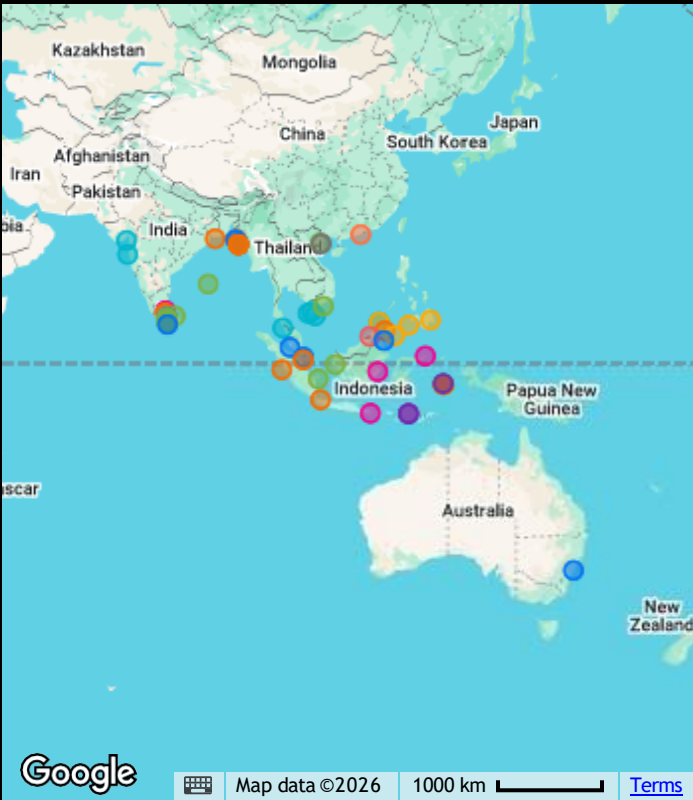 Kazakhstan
Mongolia
Japan
China
South Korea
Afghanistan
Iran
Pakistan
India
Thailand
Indonesia
Papua New
Guinea
ascar
Australia
New
Zealand
Google
Map data ©2026
1000 km
Terms